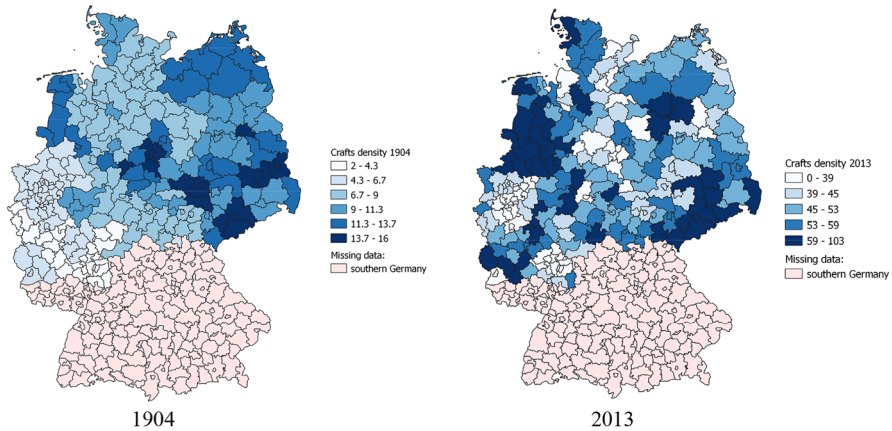 Crafts density 1904
2 - 4.3
4.3 - 6.7
6.7 - 9
9 - 11.3
11.3 - 13.7
13.7 - 16
Missing data:
southern Germany
1904
Crafts density 2013
0 - 39
39 - 45
45 - 53
53 - 59
59 - 103
Missing data:
southern Germany
2013